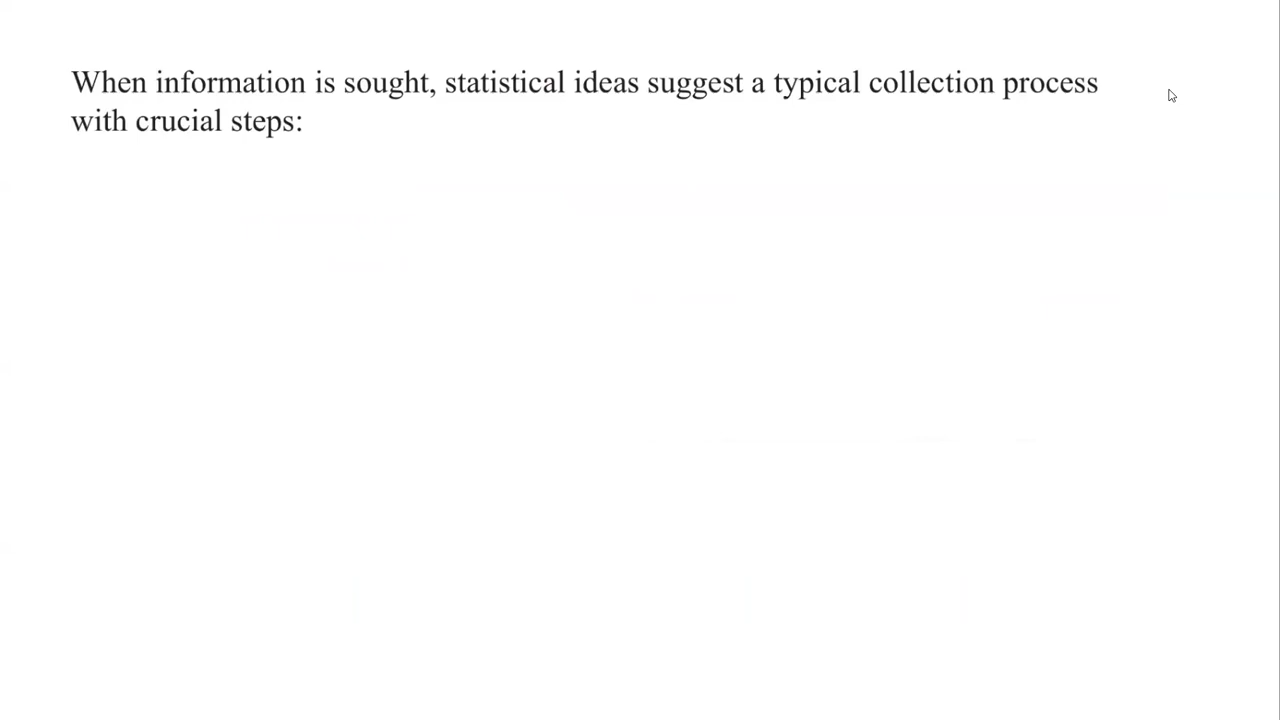 When information is sought, statistical ideas suggest a typical collection process
with crucial steps: